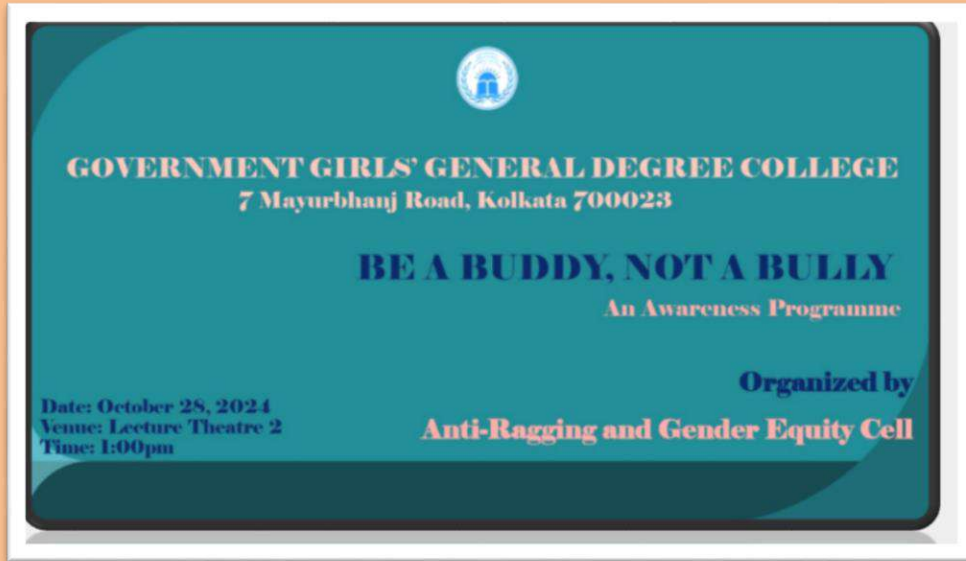 GOVERNMENT GIRLS' GENERAL DEGREE COLLEGE
7 Mayurbhanj Road, Kolkata 700023
BE A BUDDY, NOT A BULLY
An Awareness Programme
Organized by
Anti-Ragging and Gender Equity Cell
Date: October 28, 2024
Venue: Lecture Theatre 2
Time: 1:00pm